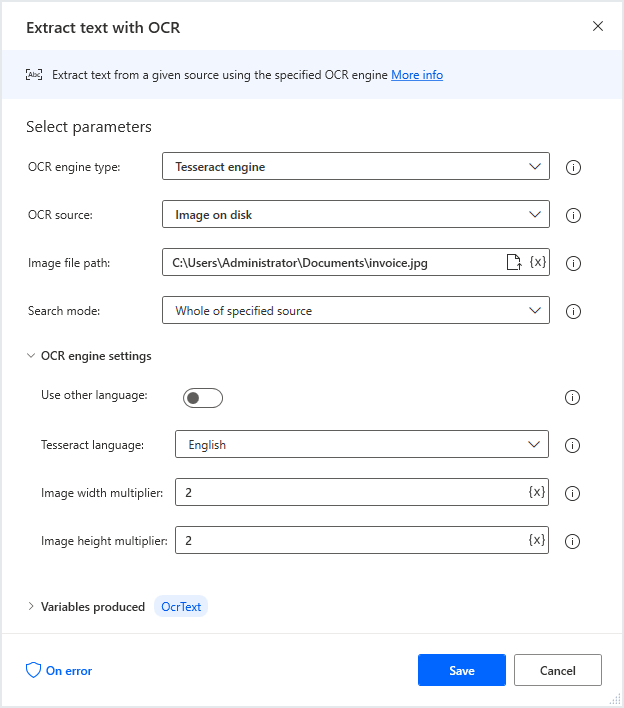 Extract text with OCR
Abc Extract text from a given source using the specified OCR engine More info
Select parameters
OCR engine type: Tesseract engine
OCR source: Image on disk
Image file path: C:\Users\Administrator\Documents\invoice.jpg {x}
Search mode: Whole of specified source
OCR engine settings
Use other language:
Tesseract language: English
Image width multiplier: 2 {x}
Image height multiplier: 2 {x}
Variables produced OcrText
On error Save Cancel